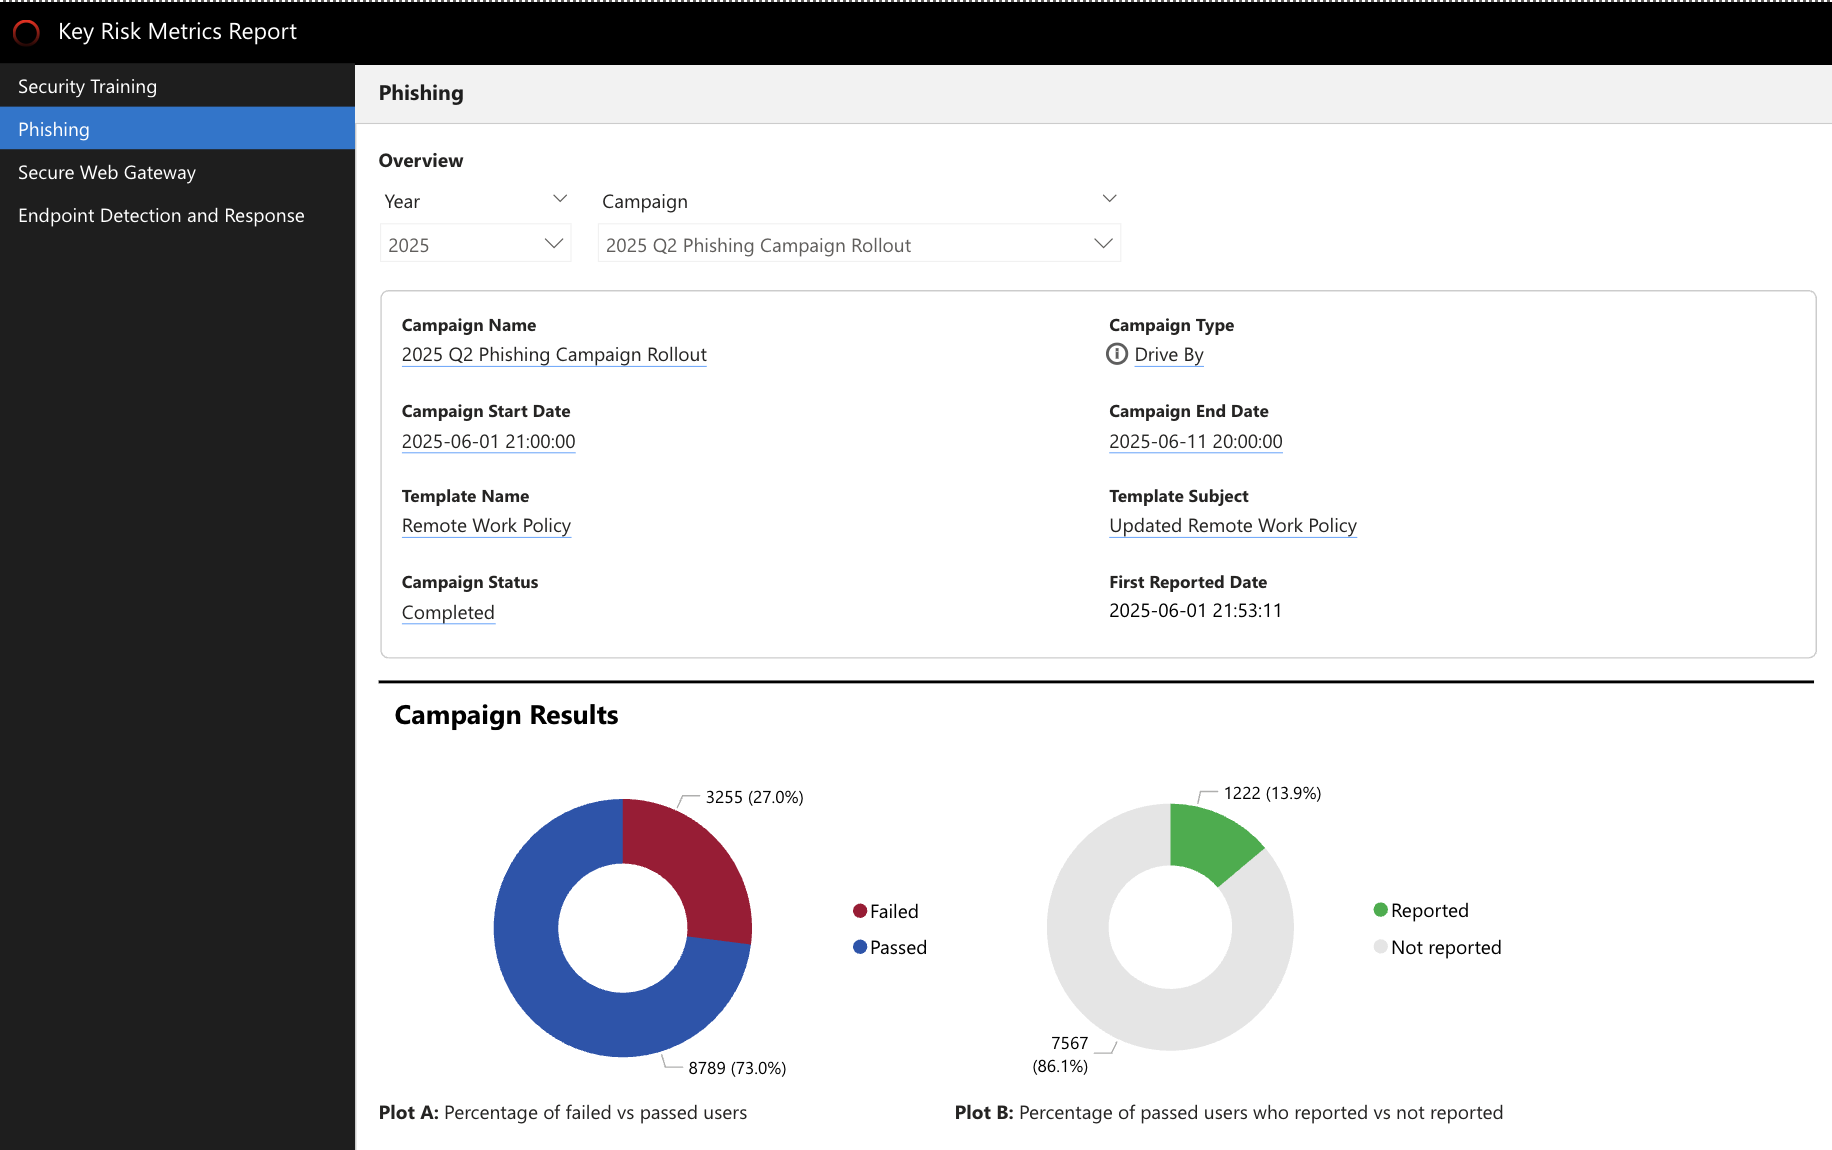 Key Risk Metrics Report
Security Training
Phishing
Secure Web Gateway
Endpoint Detection and Response
Phishing
Overview
Year
Campaign
2025
2025 Q2 Phishing Campaign Rollout
Campaign Name
2025 Q2 Phishing Campaign Rollout
Campaign Type
Drive By
Campaign Start Date
2025-06-01 21:00:00
Campaign End Date
2025-06-11 20:00:00
Template Name
Remote Work Policy
Template Subject
Updated Remote Work Policy
Campaign Status
Completed
First Reported Date
2025-06-01 21:53:11
Campaign Results
3255 (27.0%)
Failed
Passed
8789 (73.0%)
Plot A: Percentage of failed vs passed users
1222 (13.9%)
Reported
Not reported
7567
(86.1%)
Plot B: Percentage of passed users who reported vs not reported